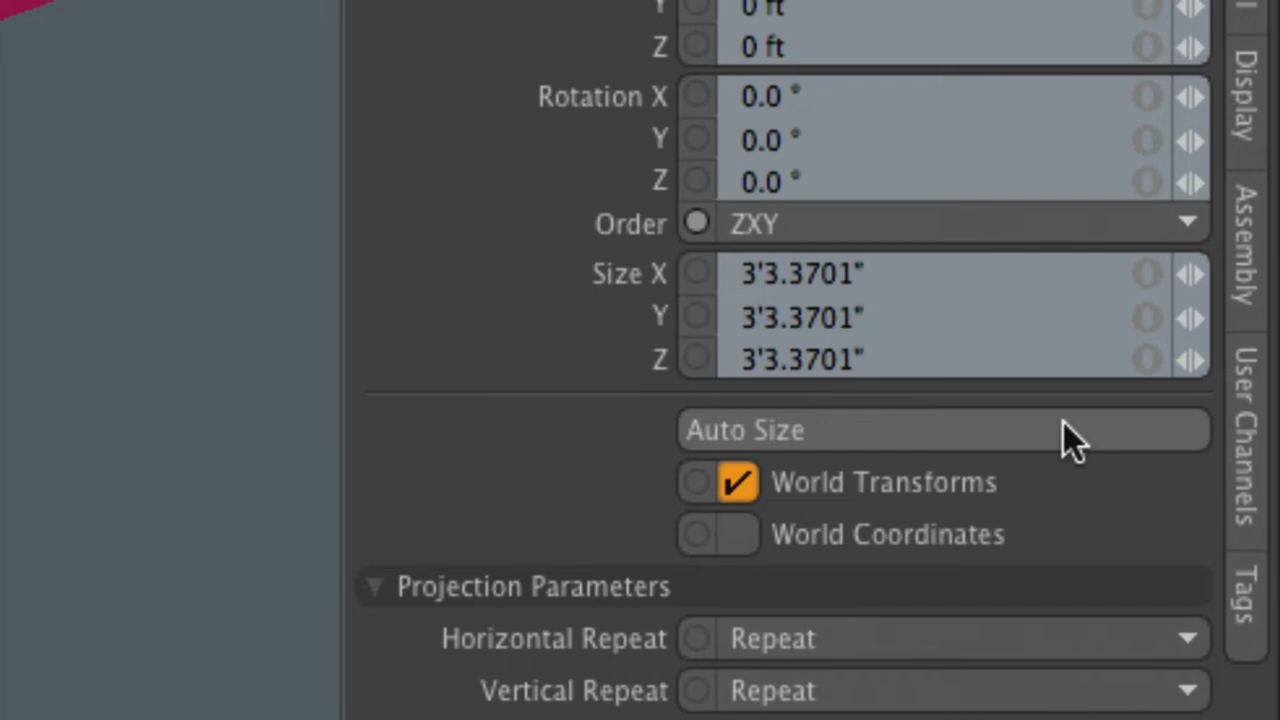 Y 0 ft
Z 0 ft
Rotation X 0.0 °
Y 0.0 °
Z 0.0 °
Order ZXY
Size X 3'3.3701"
Y 3'3.3701"
Z 3'3.3701"
Auto Size
World Transforms
World Coordinates
Projection Parameters
Horizontal Repeat Repeat
Vertical Repeat Repeat
Display
Assembly
User Channels
Tags